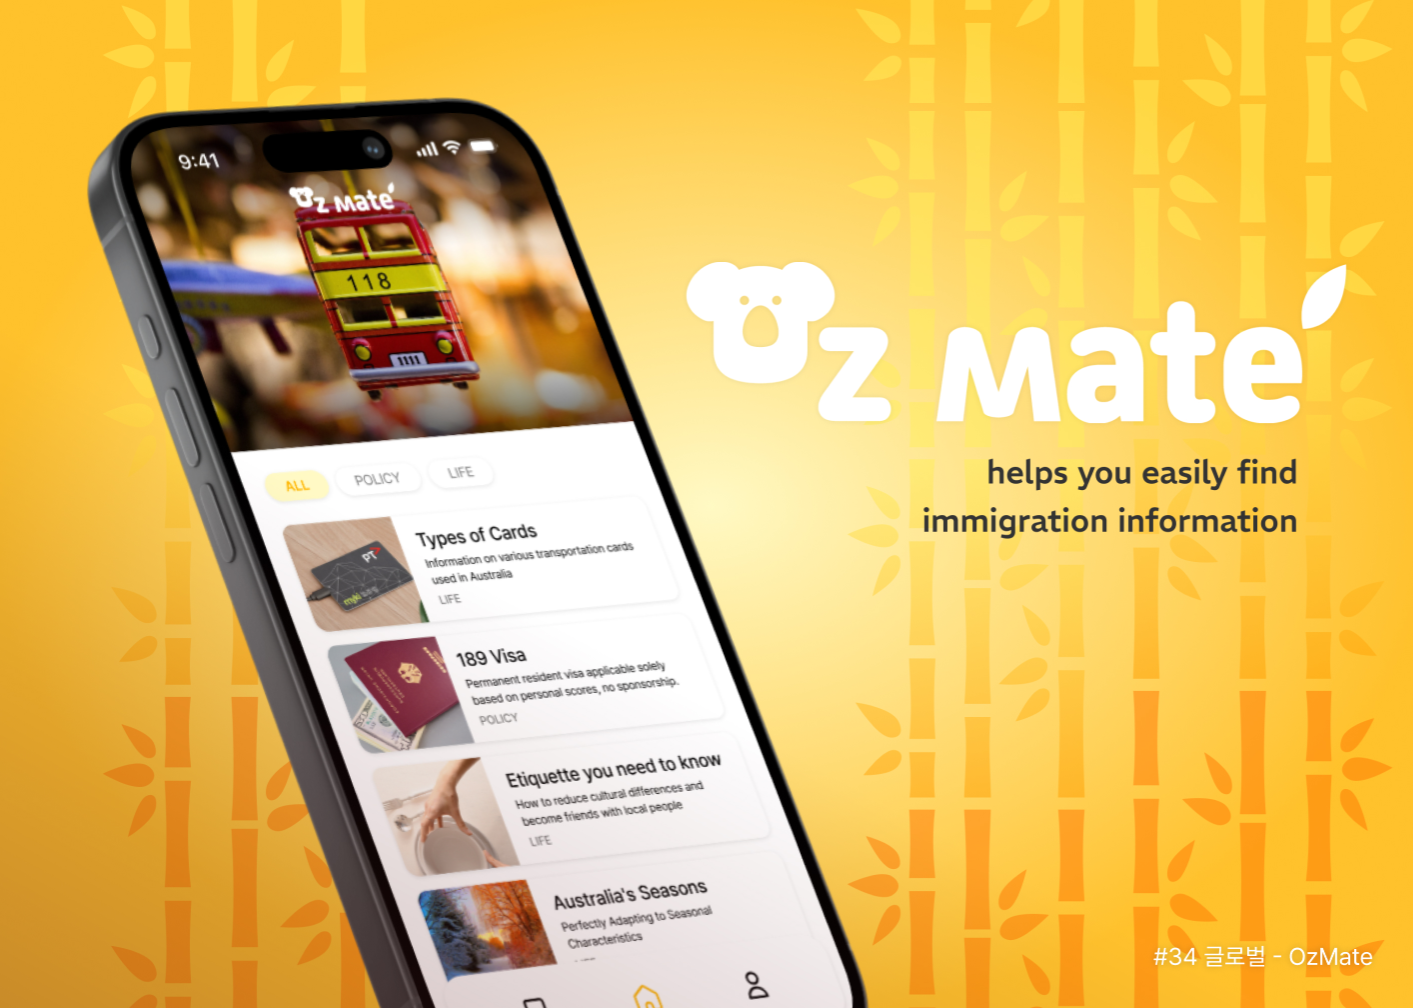 9:41
Oz Mate
118
1111
ALL
POLICY
LIFE
Types of Cards
Information on various transportation cards
used in Australia
LIFE
PT
myki
189 Visa
Permanent resident visa applicable solely
based on personal scores, no sponsorship.
POLICY
Etiquette you need to know
How to reduce cultural differences and
become friends with local people
LIFE
Australia's Seasons
Perfectly Adapting to Seasonal
Characteristics
Oz Mate
helps you easily find
immigration information
#34 글로벌 - OzMate